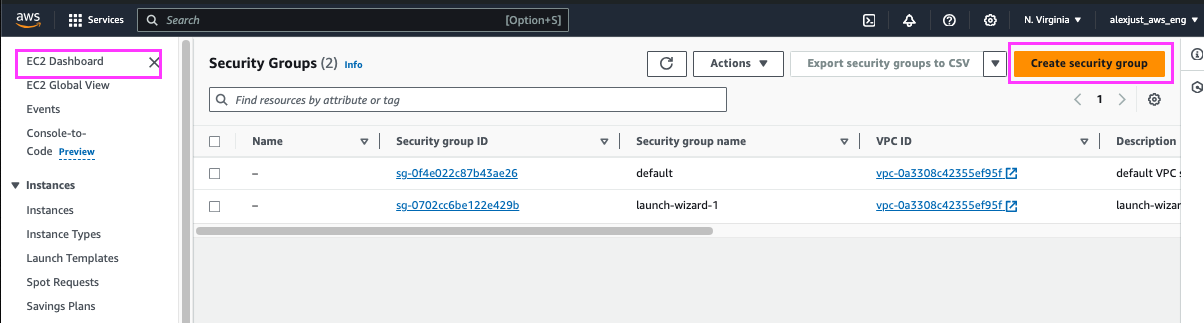 aws Services Search [Option+S] N. Virginia alexjust_aws_eng
EC2 Dashboard
EC2 Global View
Events
Console-to-
Code Preview
Instances
Instances
Instance Types
Launch Templates
Spot Requests
Savings Plans
Security Groups (2) Info Actions Export security groups to CSV Create security group
Find resources by attribute or tag 1
Name Security group ID Security group name VPC ID Description
– sg-0f4e022c87b43ae26 default vpc-0a3308c42355ef95f default VPC s
– sg-0702cc6be122e429b launch-wizard-1 vpc-0a3308c42355ef95f launch-wizar